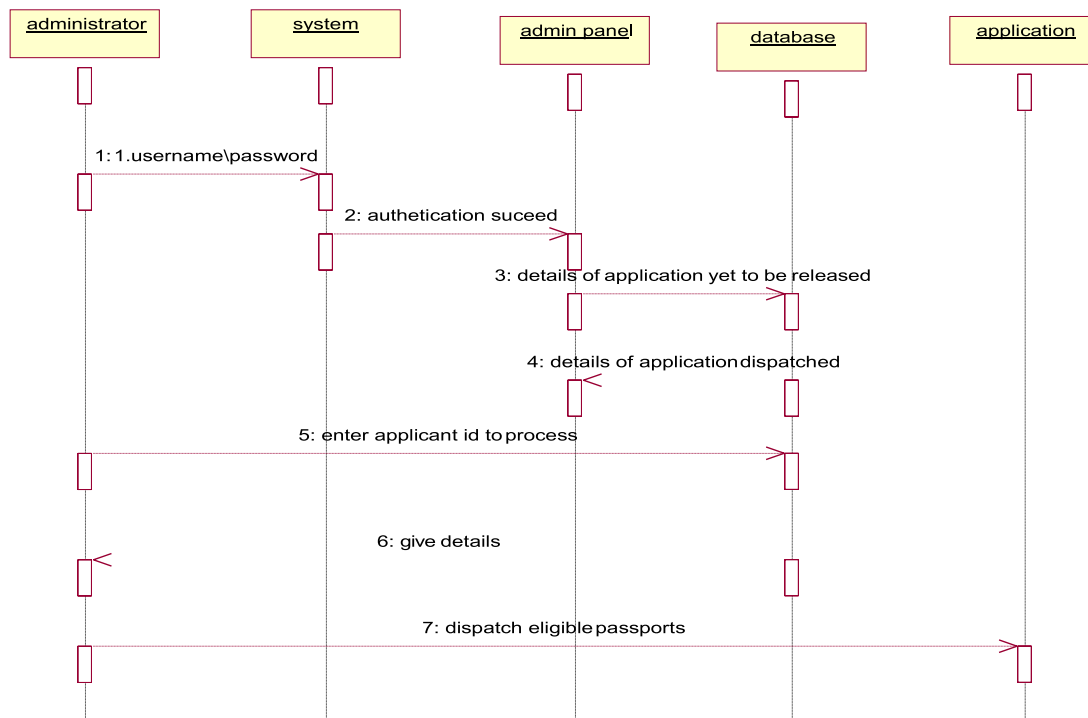 administrator
system
admin panel
database
application
1: 1.username\password
2: authetication suceed
3: details of application yet to be released
4: details of application dispatched
5: enter applicant id to process
6: give details
7: dispatch eligible passports